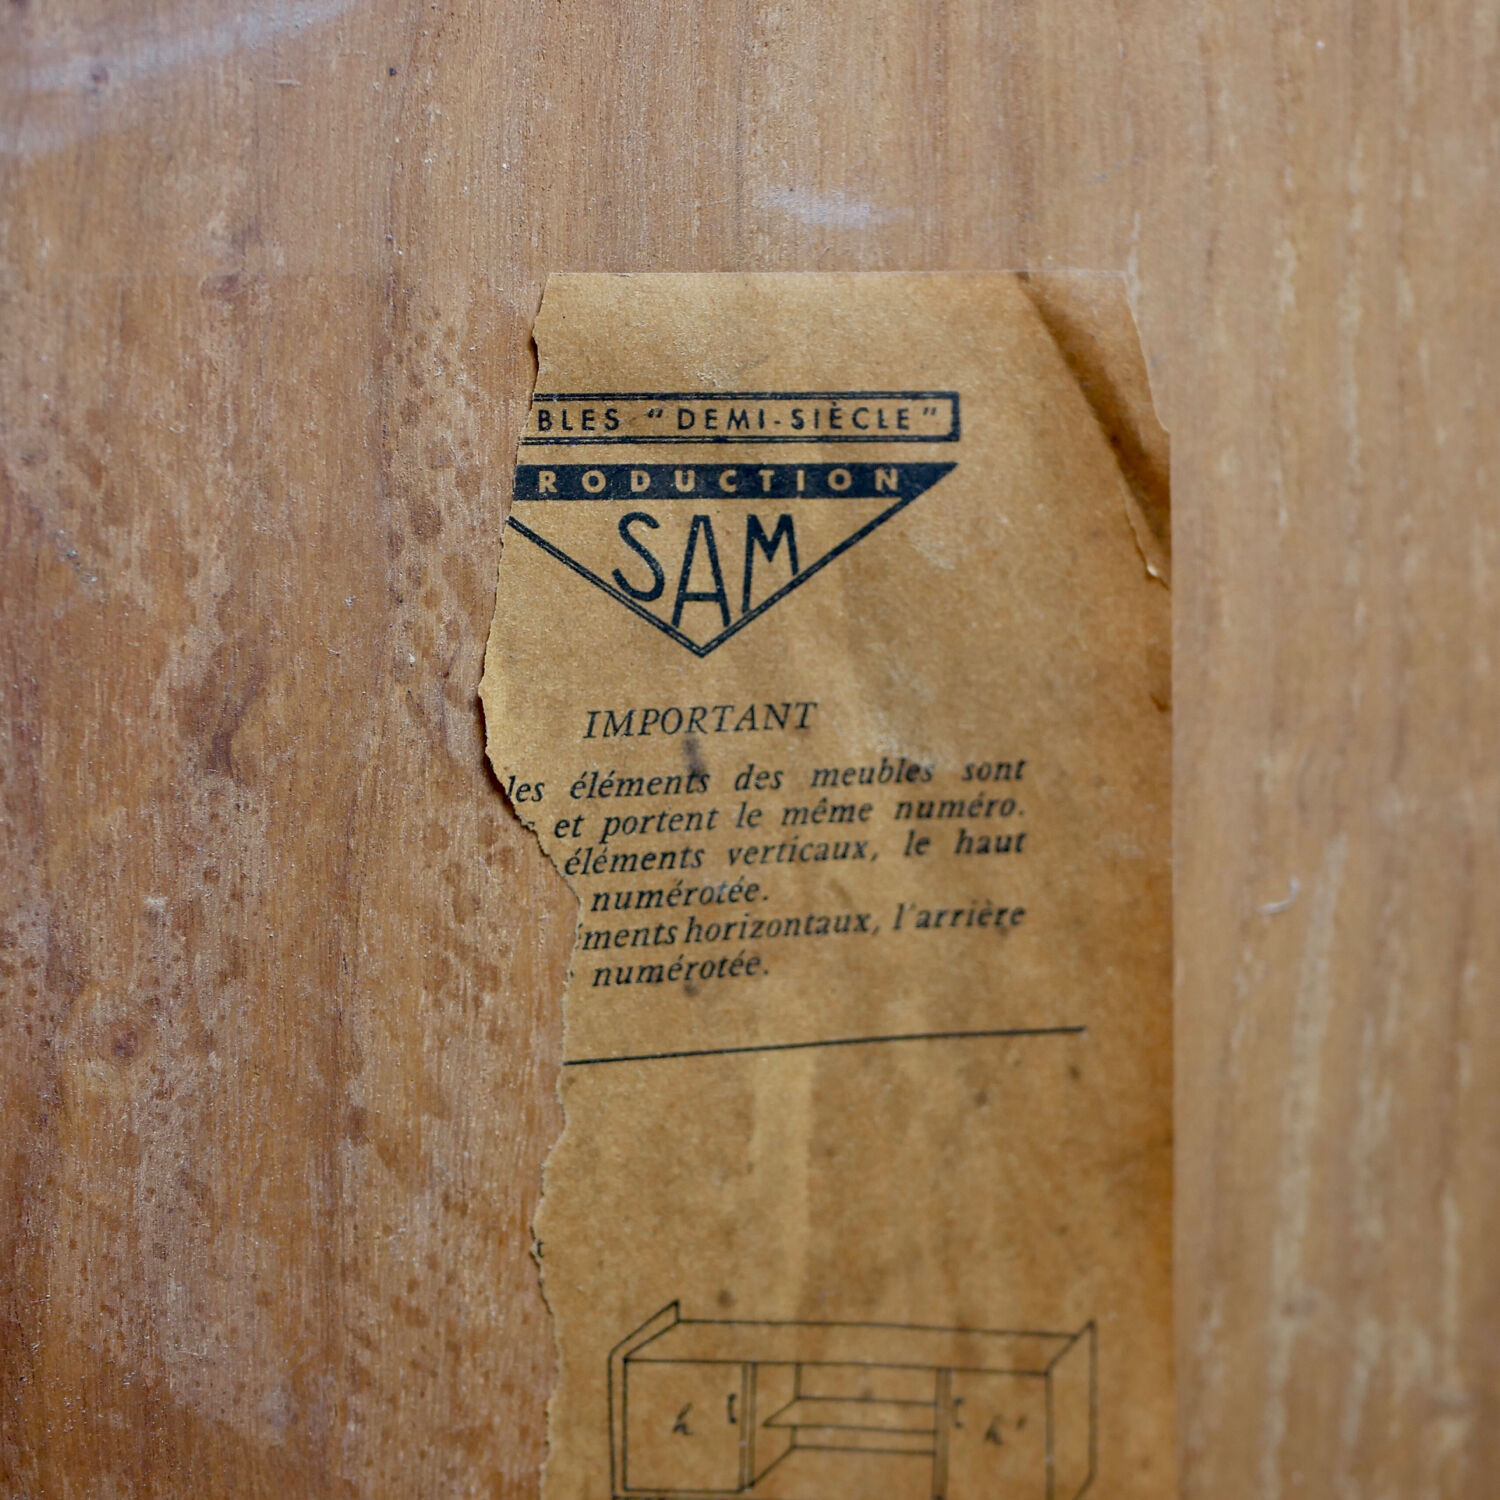 BLES "DEMI-SIÈCLE"
RODUCTION
SAM
IMPORTANT
les éléments des meubles sont
et portent le même numéro.
éléments verticaux, le haut
numérotée.
ments horizontaux, l'arrière
numérotée.
h h'